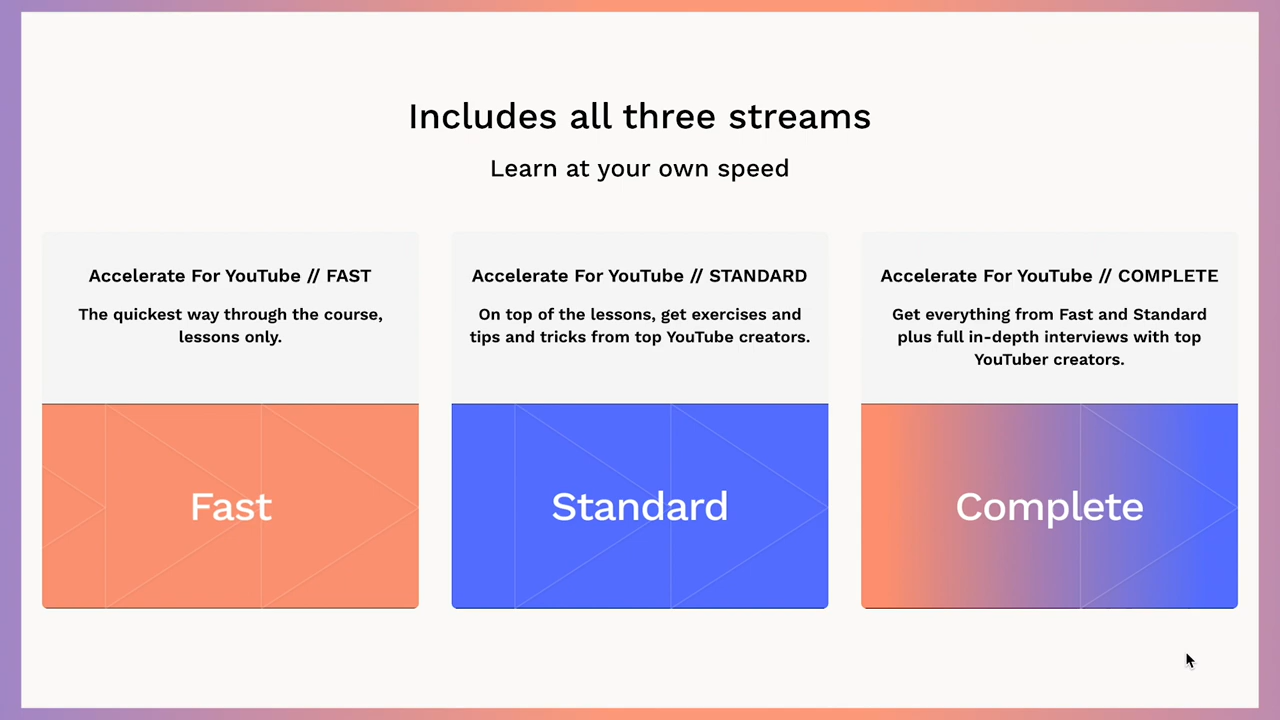 Includes all three streams
Learn at your own speed
Accelerate For YouTube // FAST
The quickest way through the course,
lessons only.
Fast
Accelerate For YouTube // STANDARD
On top of the lessons, get exercises and
tips and tricks from top YouTube creators.
Standard
Accelerate For YouTube // COMPLETE
Get everything from Fast and Standard
plus full in-depth interviews with top
YouTuber creators.
Complete